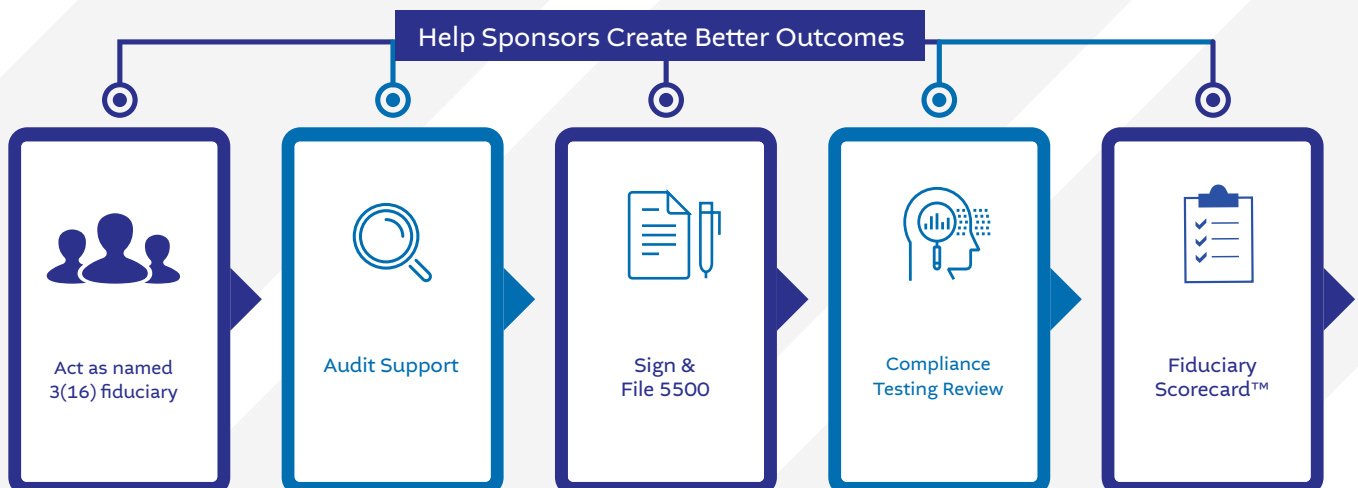 Help Sponsors Create Better Outcomes
Act as named
3(16) fiduciary
Audit Support
Sign &
File 5500
Compliance
Testing Review
Fiduciary
Scorecard™